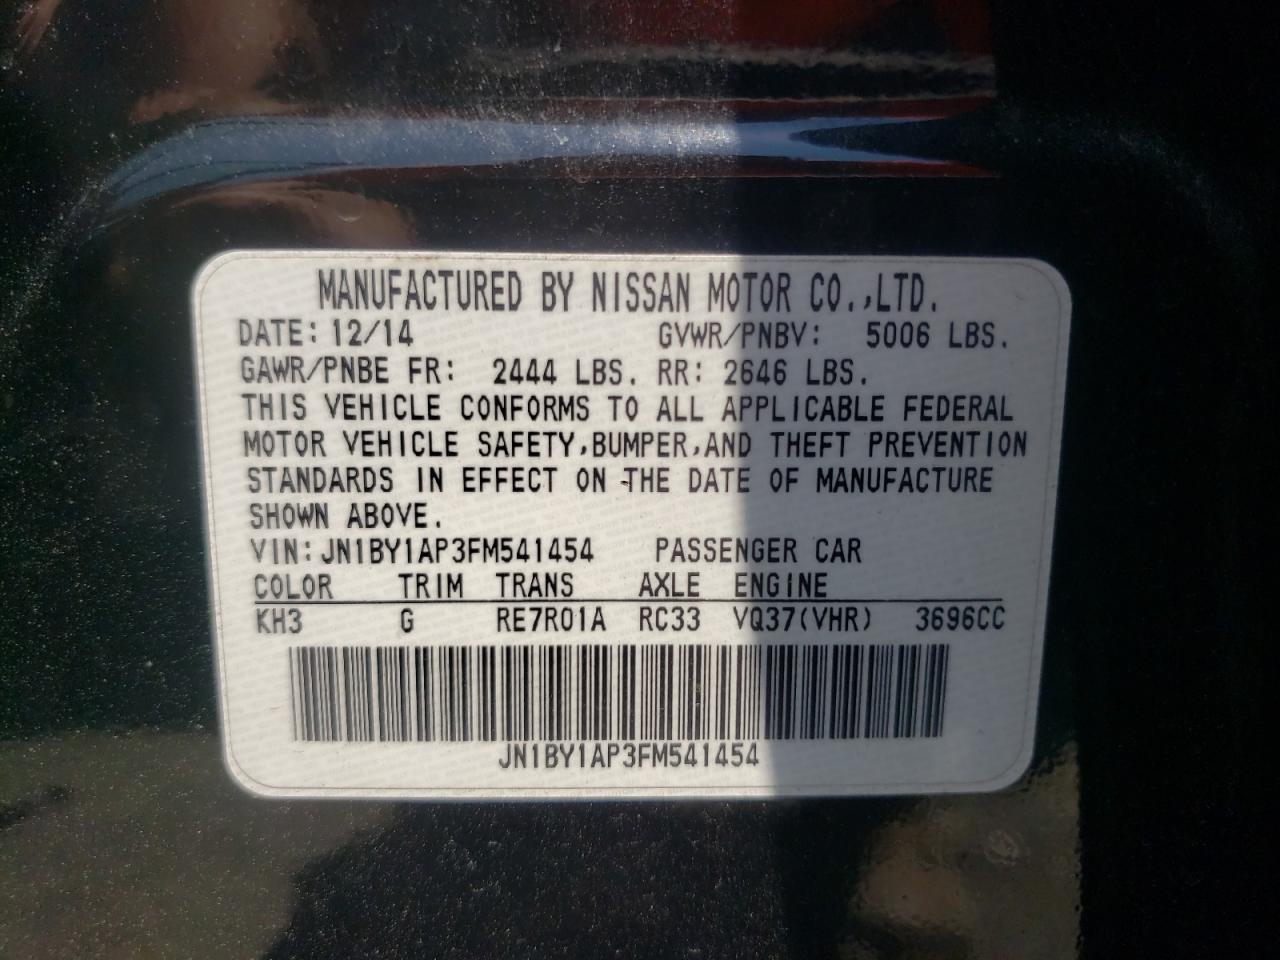 MANUFACTURED BY NISSAN MOTOR CO.,LTD.
DATE: 12/14 GVWR/PNBV: 5006 LBS.
GAWR/PNBE FR: 2444 LBS. RR: 2646 LBS.
THIS VEHICLE CONFORMS TO ALL APPLICABLE FEDERAL
MOTOR VEHICLE SAFETY,BUMPER,AND THEFT PREVENTION
STANDARDS IN EFFECT ON THE DATE OF MANUFACTURE
SHOWN ABOVE.
VIN:JN1BY1AP3FM541454 PASSENGER CAR
COLOR TRIM TRANS AXLE ENGINE
KH3 G RE7R01A RC33 VQ37(VHR) 3696CC
JN1BY1AP3FM541454